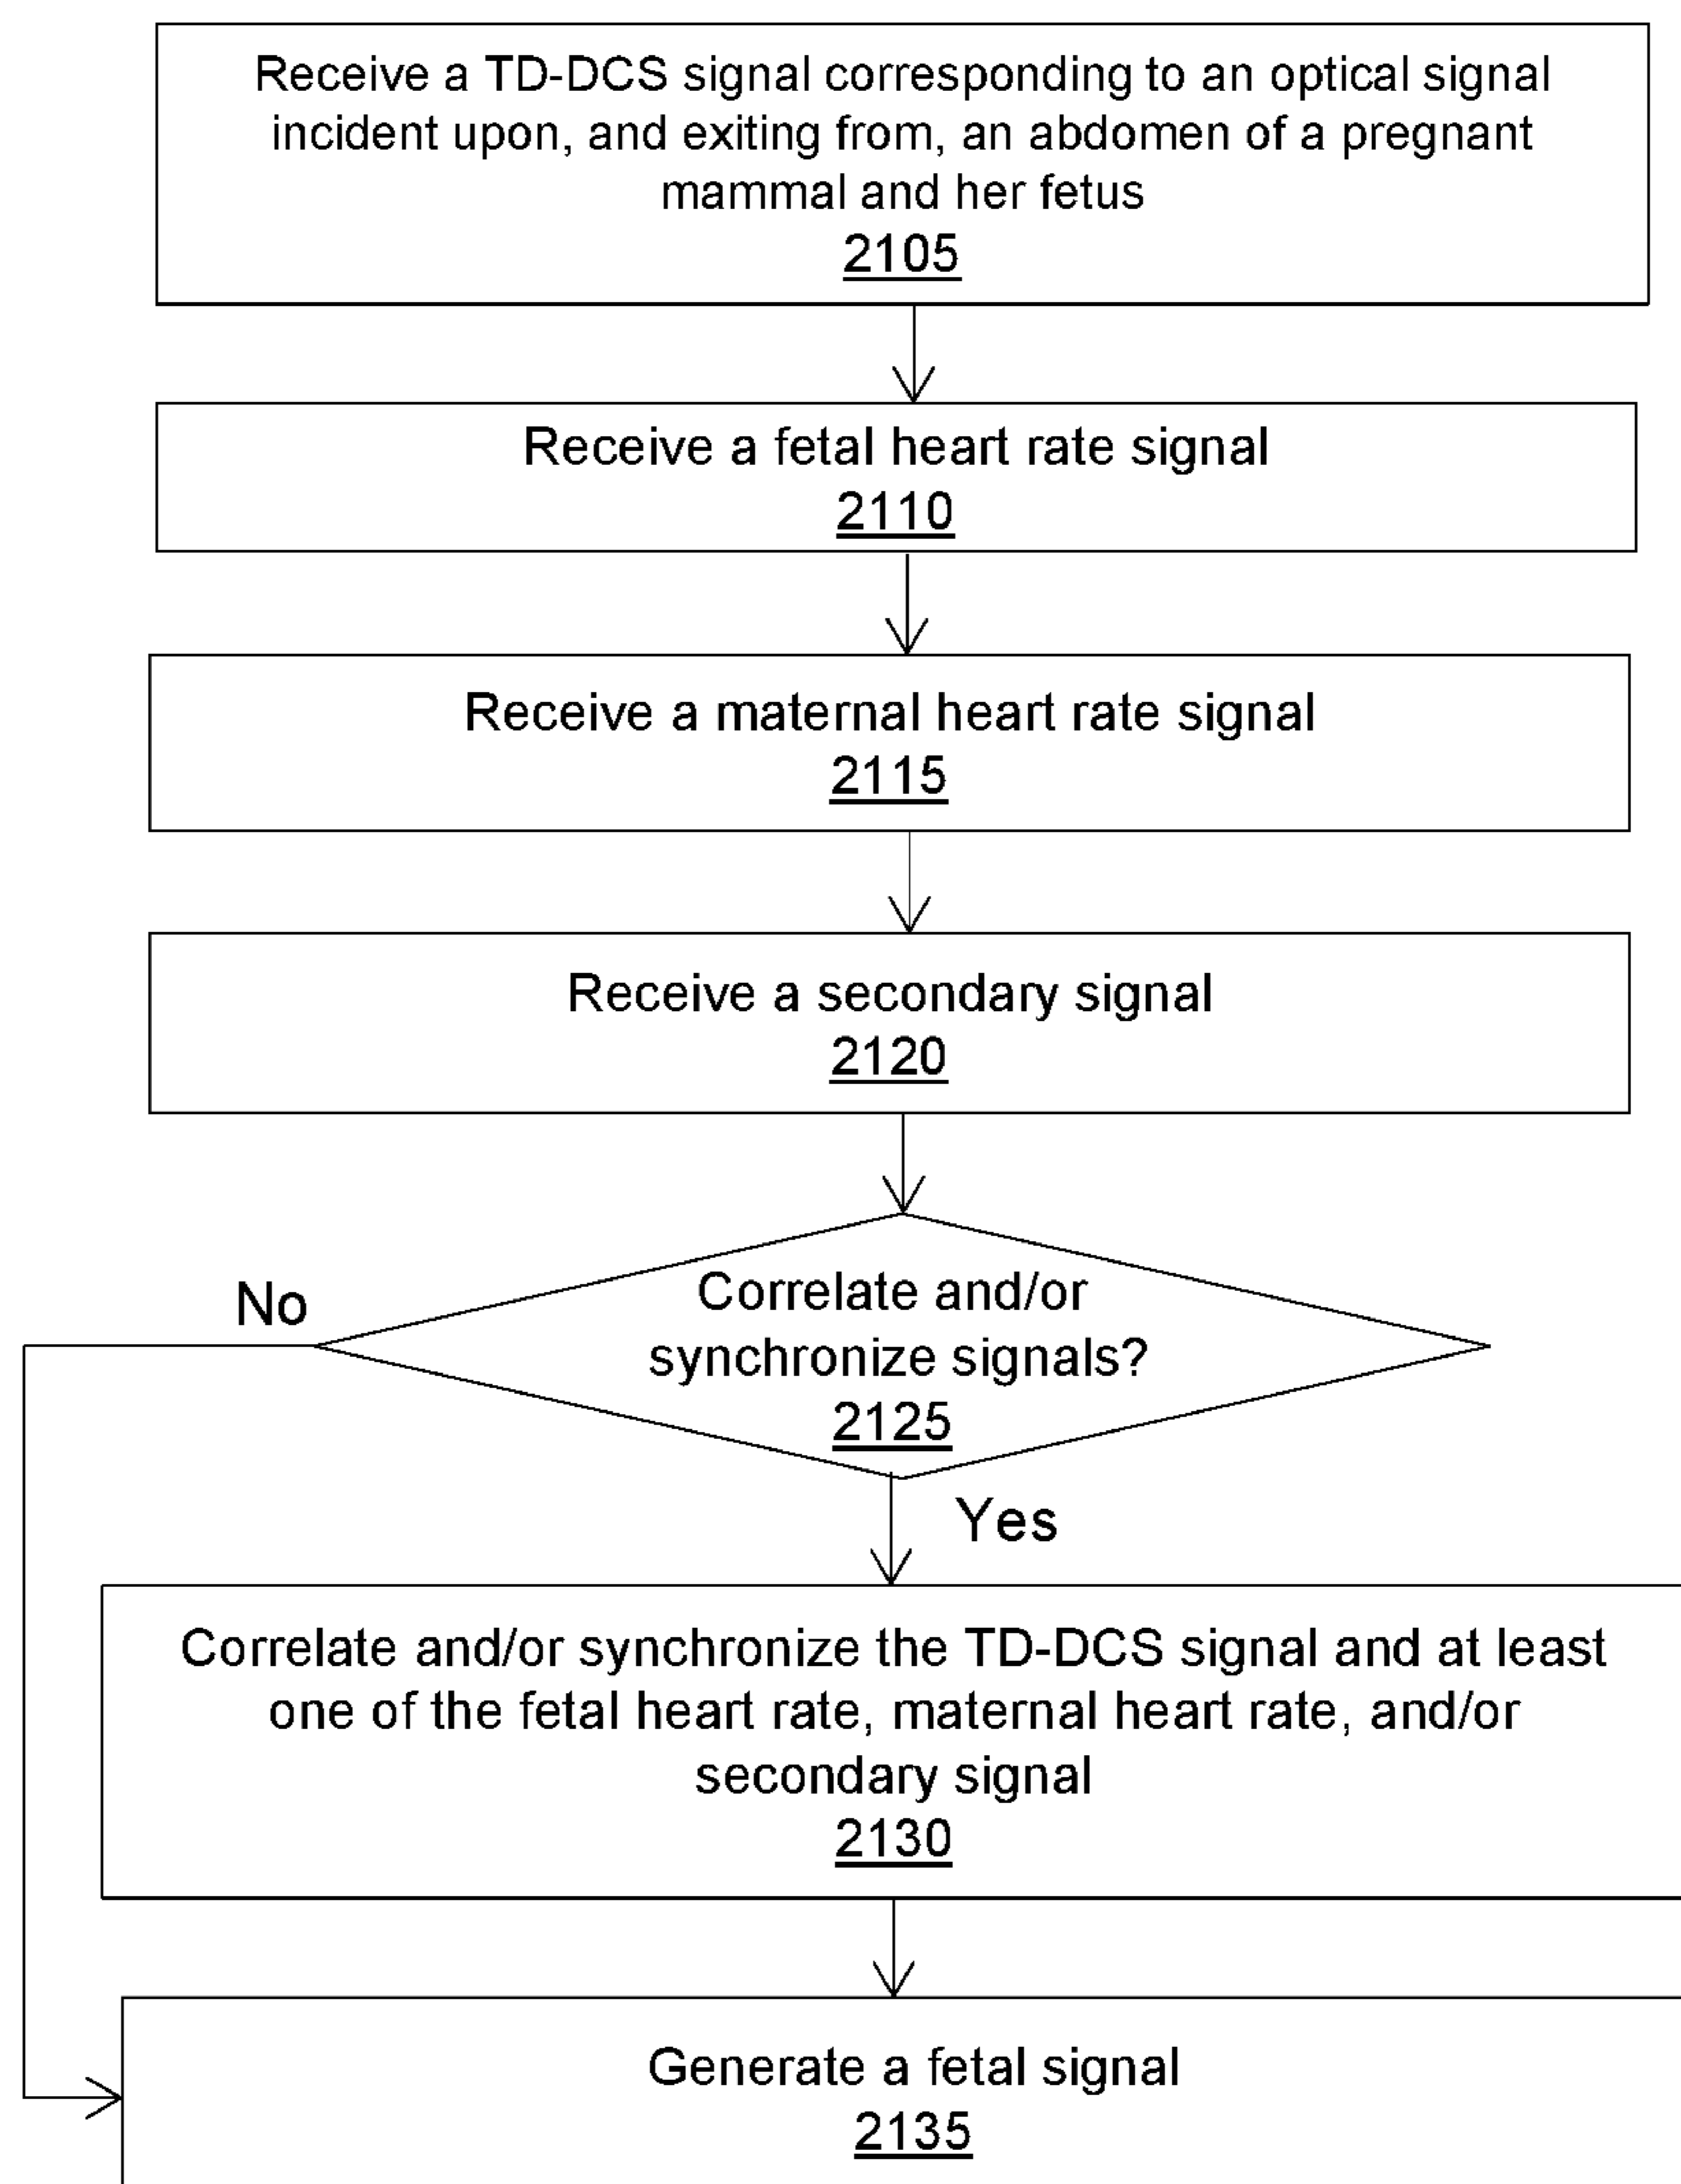 Receive a TD-DCS signal corresponding to an optical signal
incident upon, and exiting from, an abdomen of a pregnant
mammal and her fetus
2105
Receive a fetal heart rate signal
2110
Receive a maternal heart rate signal
2115
Receive a secondary signal
2120
No
Correlate and/or
synchronize signals?
2125
Yes
Correlate and/or synchronize the TD-DCS signal and at least
one of the fetal heart rate, maternal heart rate, and/or
secondary signal
2130
Generate a fetal signal
2135